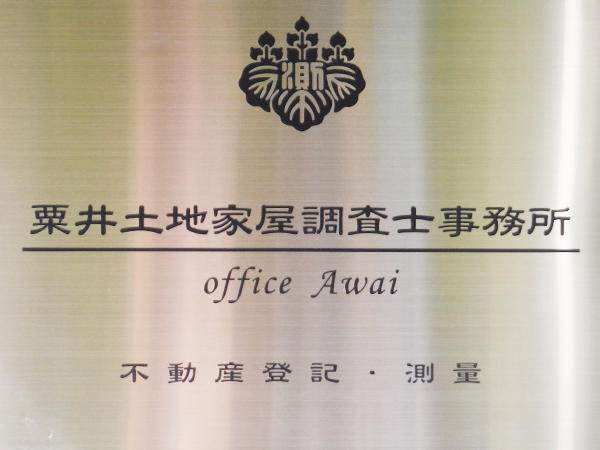 測
粟井土地家屋調査士事務所
office Awai
不動産登記・測量